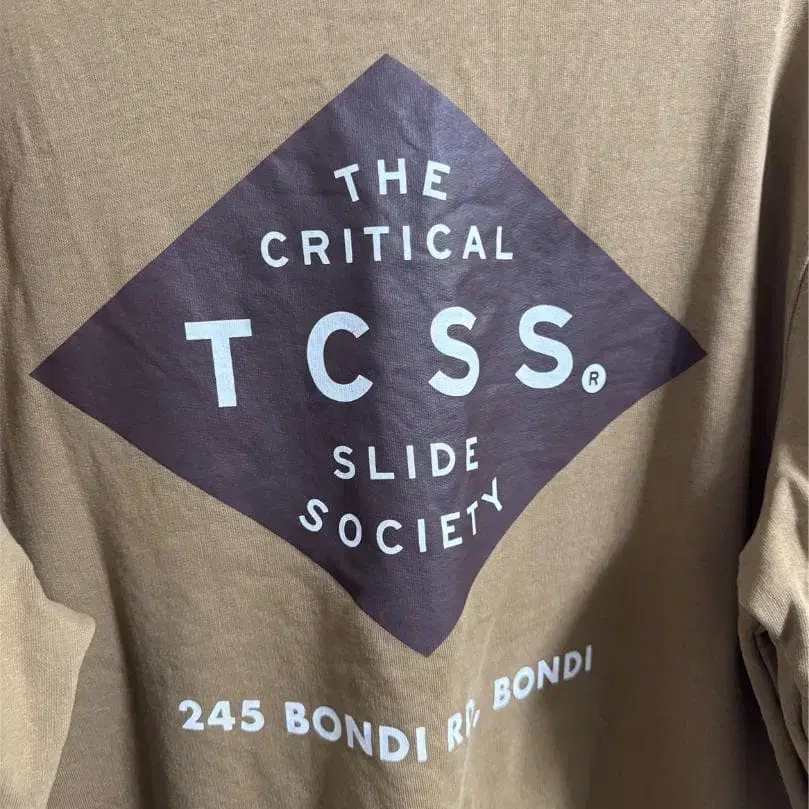 THE
CRITICAL
TCSS.®
SLIDE
SOCIETY
245 BONDI RD, BONDI